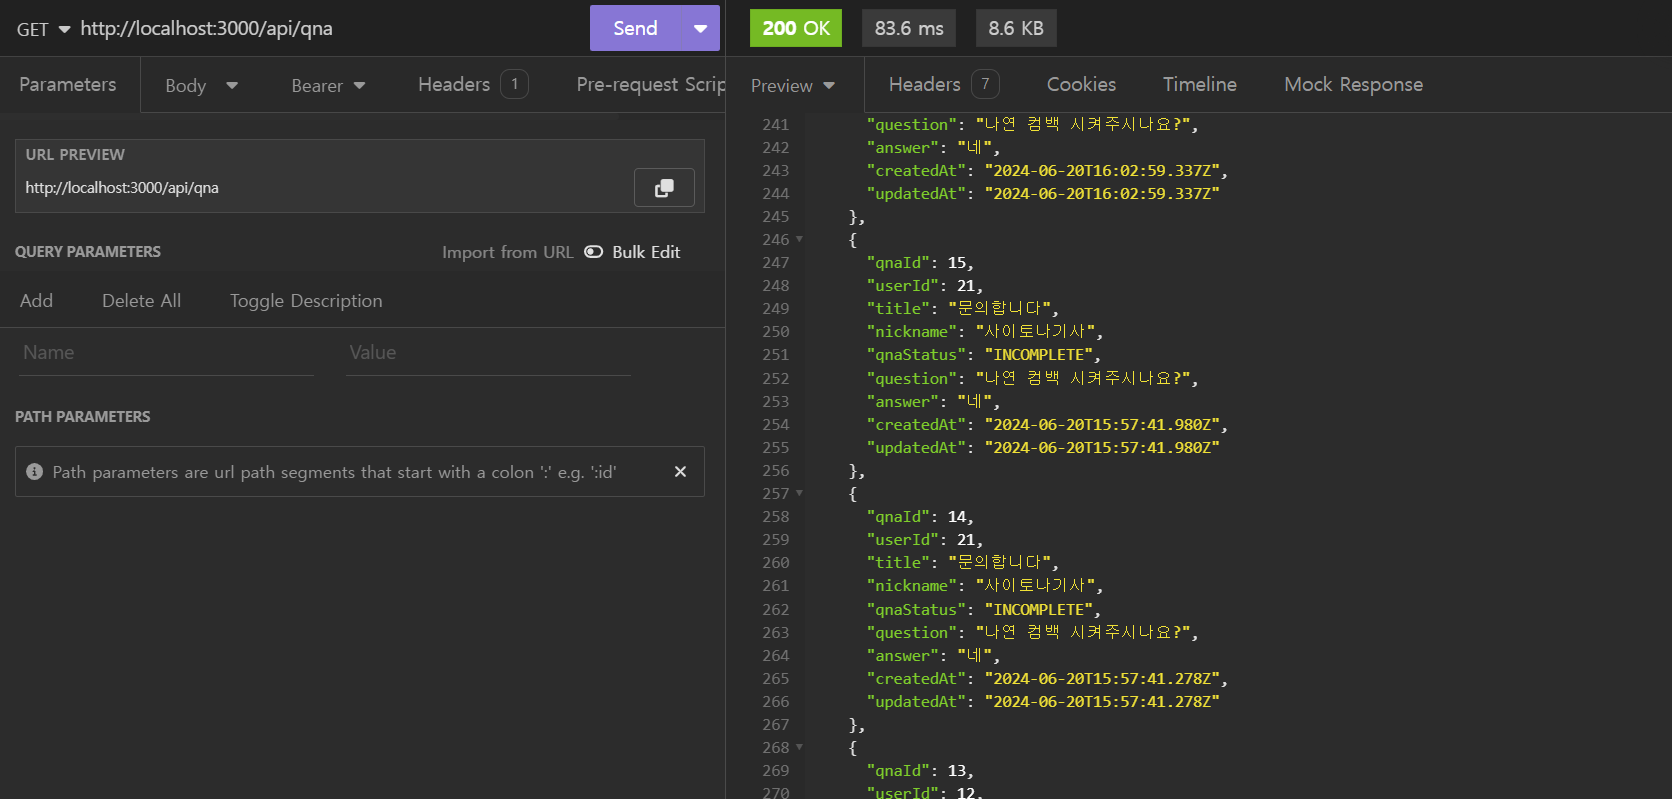 GET http://localhost:3000/api/qna Send 200 OK 83.6 ms 8.6 KB
Parameters Body Bearer Headers 1 Pre-request Scrip
URL PREVIEW
http://localhost:3000/api/qna
QUERY PARAMETERS Import from URL Bulk Edit
Add Delete All Toggle Description
Name Value
PATH PARAMETERS
Path parameters are url path segments that start with a colon ':' e.g. ':id'
Preview Headers 7 Cookies Timeline Mock Response
241 "question": "나연 컴백 시켜주시나요?",
242 "answer": "네",
243 "createdAt": "2024-06-20T16:02:59.337Z",
244 "updatedAt": "2024-06-20T16:02:59.337Z"
245 },
246 {
247 "qnaId": 15,
248 "userId": 21,
249 "title": "문의합니다",
250 "nickname": "사이토나기사",
251 "qnaStatus": "INCOMPLETE",
252 "question": "나연 컴백 시켜주시나요?",
253 "answer": "네",
254 "createdAt": "2024-06-20T15:57:41.980Z",
255 "updatedAt": "2024-06-20T15:57:41.980Z"
256 },
257 {
258 "qnaId": 14,
259 "userId": 21,
260 "title": "문의합니다",
261 "nickname": "사이토나기사",
262 "qnaStatus": "INCOMPLETE",
263 "question": "나연 컴백 시켜주시나요?",
264 "answer": "네",
265 "createdAt": "2024-06-20T15:57:41.278Z",
266 "updatedAt": "2024-06-20T15:57:41.278Z"
267 },
268 {
269 "qnaId": 13,
270 "userId": 12,